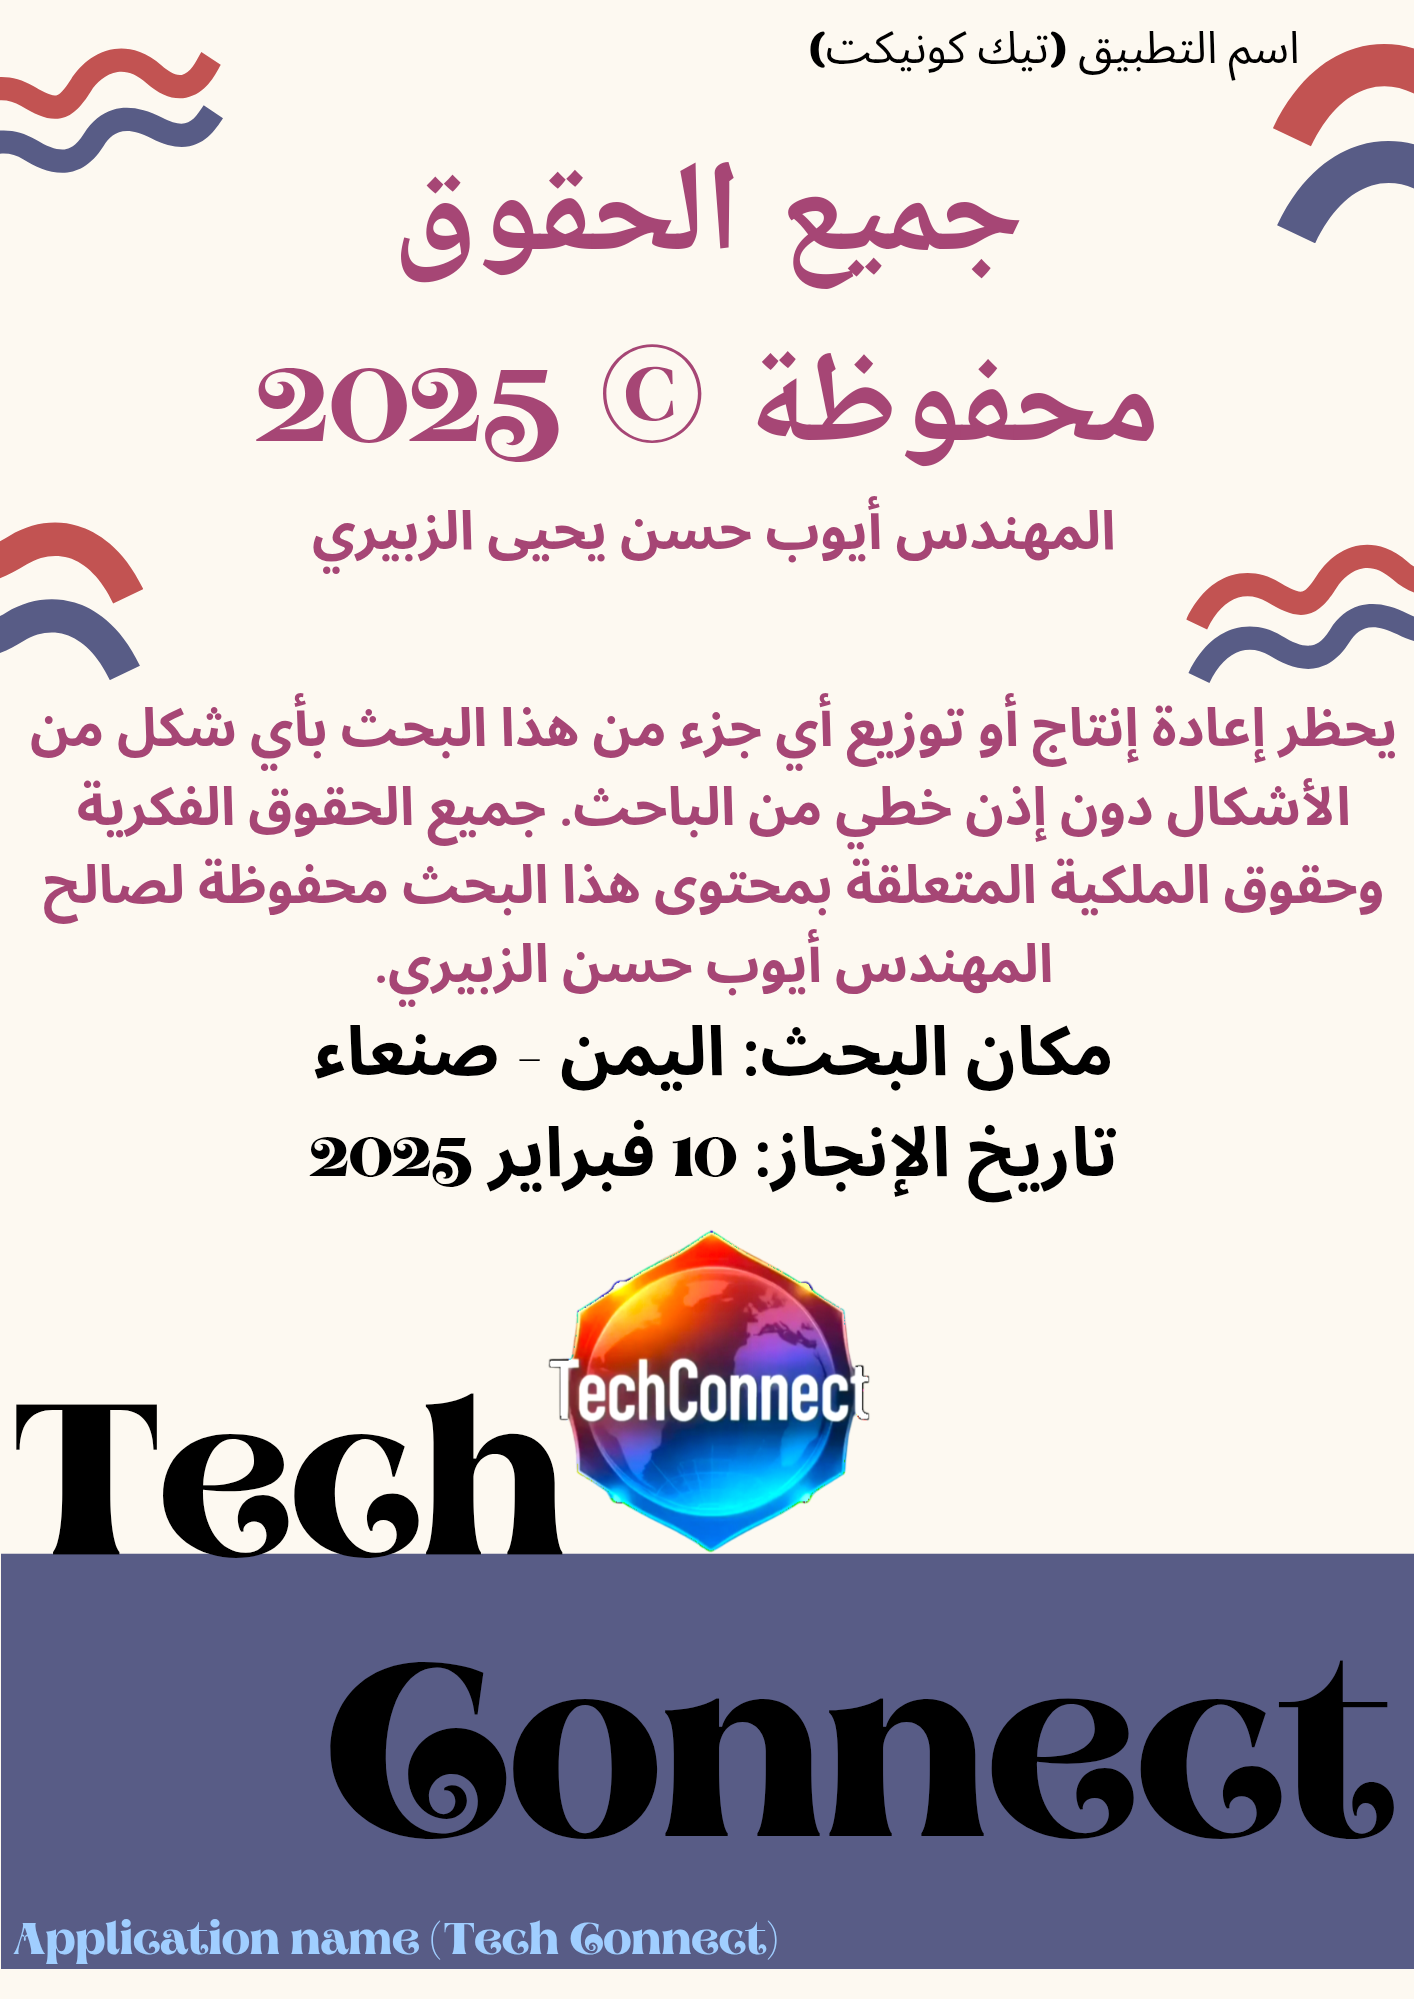 اسم التطبيق (تيك كونيكت)
جميع الحقوق
محفوظة © 2025
المهندس أيوب حسن يحيى الزبيري
يحظر إعادة إنتاج أو توزيع أي جزء من هذا البحث بأي شكل من
الأشكال دون إذن خطي من الباحث. جميع الحقوق الفكرية
وحقوق الملكية المتعلقة بمحتوى هذا البحث محفوظة لصالح
المهندس أيوب حسن الزبيري.
مكان البحث: اليمن - صنعاء
تاريخ الإنجاز: 10 فبراير 2025
TechConnect
Tech
Connect
Application name (Tech Connect)